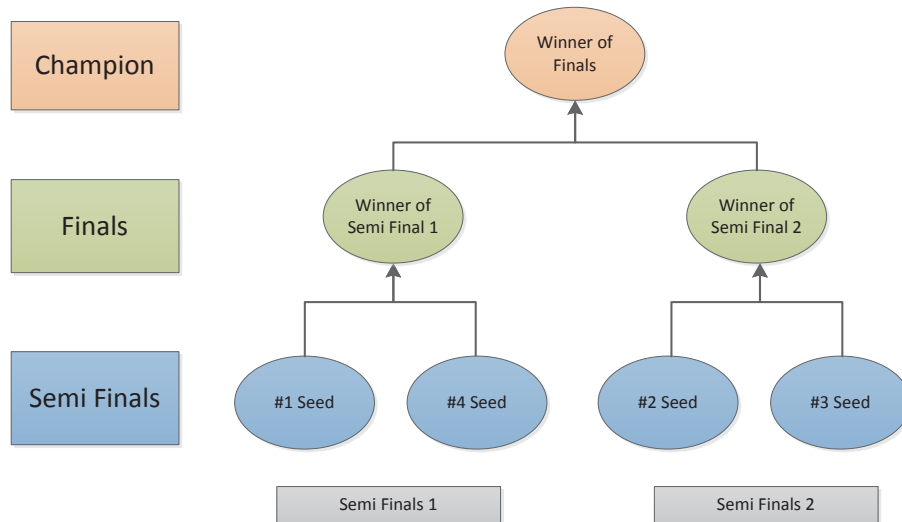 Champion
Winner of
Finals
Finals
Winner of
Semi Final 1
Winner of
Semi Final 2
Semi Finals
#1 Seed
#4 Seed
#2 Seed
#3 Seed
Semi Finals 1
Semi Finals 2